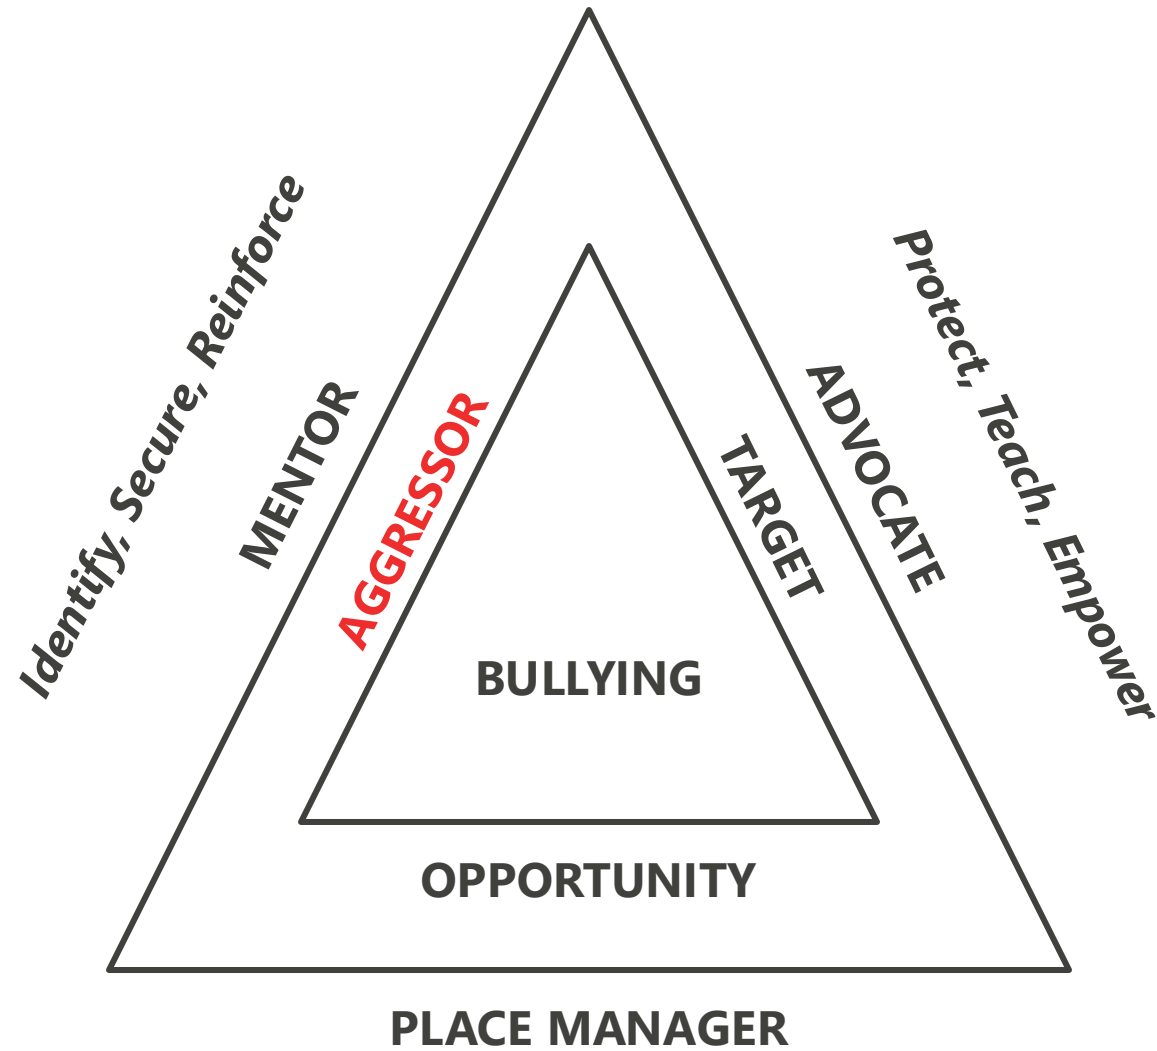 Identify, Secure, Reinforce
MENTOR
AGGRESSOR
Protect, Teach, Empower
ADVOCATE
TARGET
BULLYING
OPPORTUNITY
PLACE MANAGER